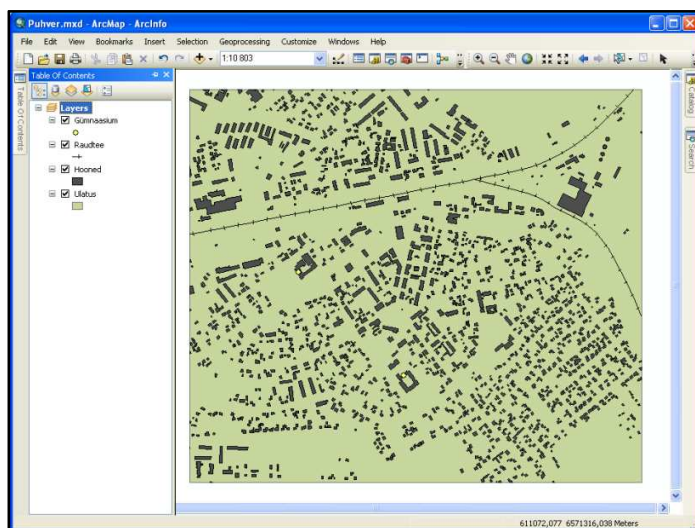 Puhver.mxd - ArcMap - ArcInfo
File Edit View Bookmarks Insert Selection Geoprocessing Customize Windows Help
1:10 803
Table Of Contents
Table Of Contents
Layers
Gümnaasium
Raudtee
Hooned
Ulatus
Catalog
Search
611072,077 6571316,038 Meters